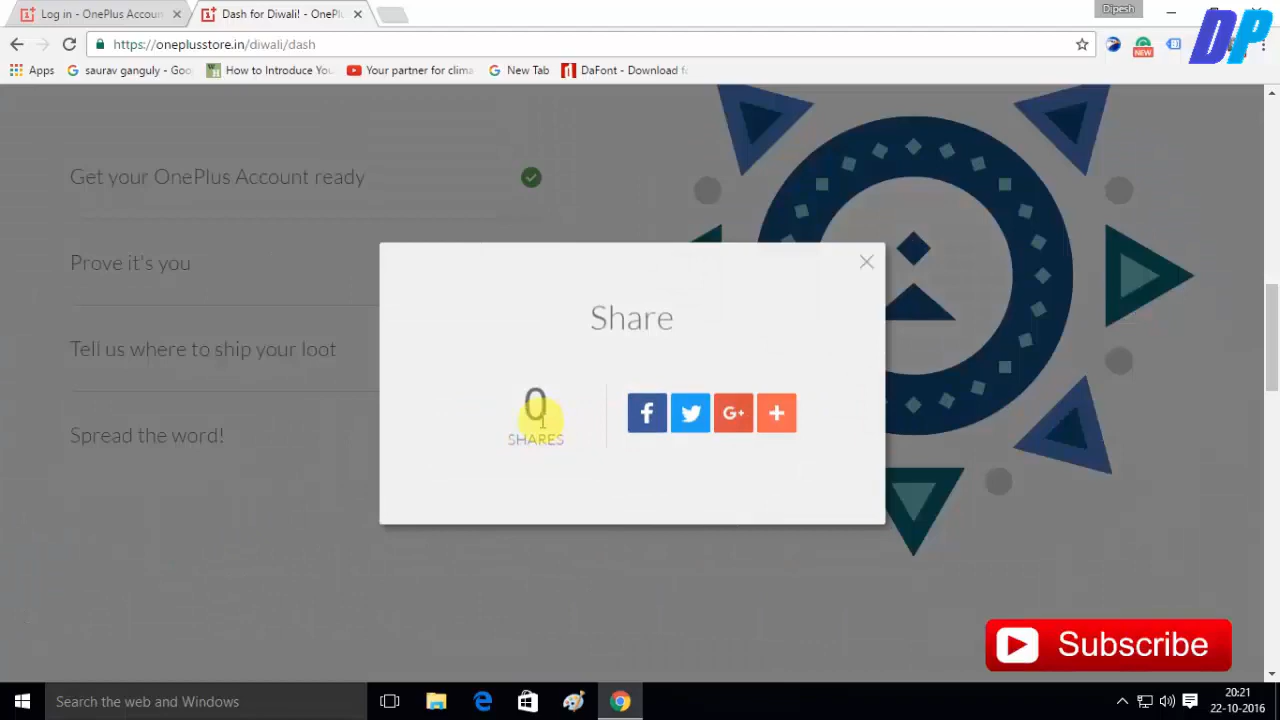 Log in - OnePlus Accoun
Dash for Diwali! - OnePl
Dipesh
https://oneplusstore.in/diwali/dash
NEW
DP
Apps
saurav ganguly - Goo
How to Introduce You
Your partner for clima
New Tab
DaFont - Download f
Get your OnePlus Account ready
Prove it's you
Tell us where to ship your loot
Spread the word!
Share
0
SHARES
G+
Subscribe
Search the web and Windows
20:21
22-10-2016